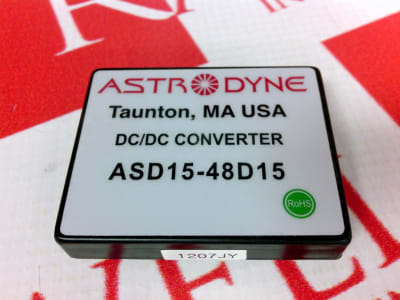 ASTRODYNE
Taunton, MA USA
DC/DC CONVERTER
ASD15-48D15
RoHS
1207JY